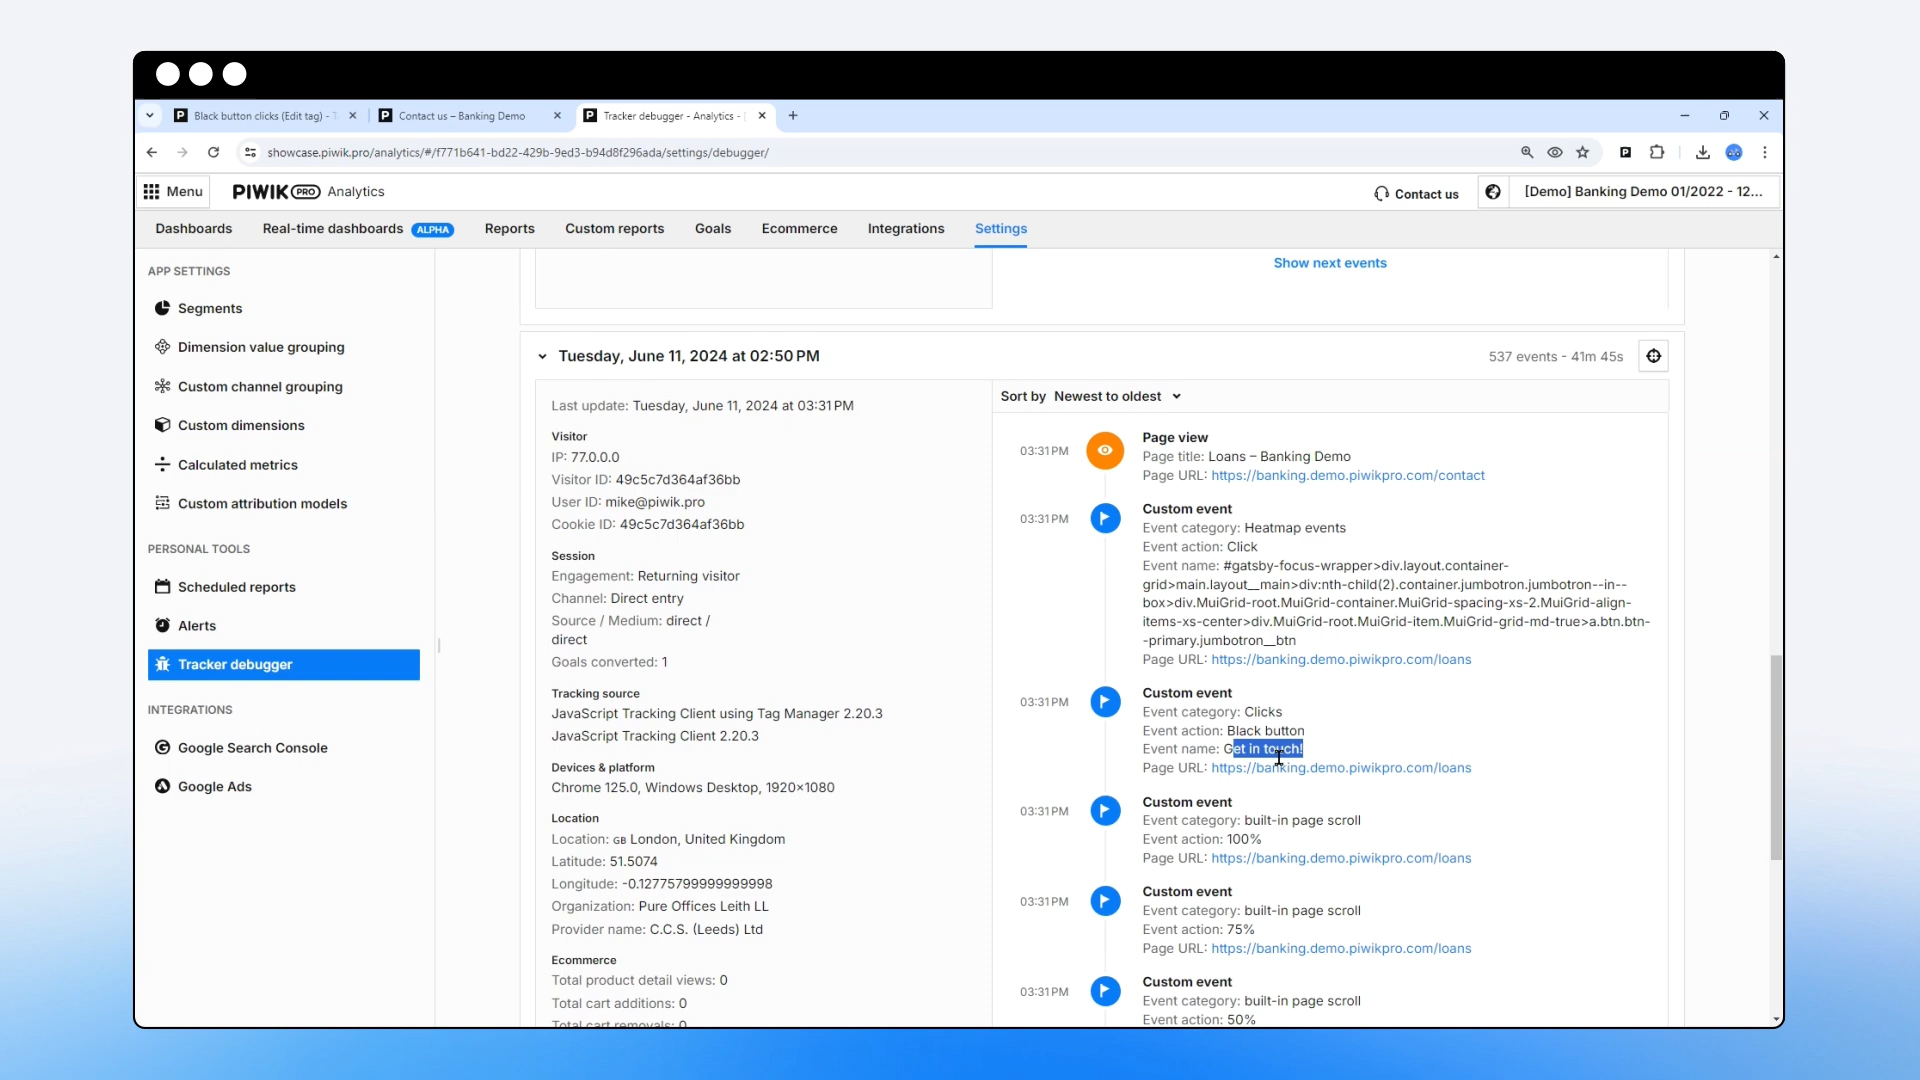 Black button clicks (Edit tag) -
Contact us – Banking Demo
Tracker debugger - Analytics -
showcase.piwik.pro/analytics/#/f771b641-bd22-429b-9ed3-b94d8f296ada/settings/debugger/
Menu
PIWIK PRO Analytics
Contact us
[Demo] Banking Demo 01/2022 - 12...
Dashboards
Real-time dashboards ALPHA
Reports
Custom reports
Goals
Ecommerce
Integrations
Settings
APP SETTINGS
Segments
Dimension value grouping
Custom channel grouping
Custom dimensions
Calculated metrics
Custom attribution models
PERSONAL TOOLS
Scheduled reports
Alerts
Tracker debugger
INTEGRATIONS
Google Search Console
Google Ads
Show next events
Tuesday, June 11, 2024 at 02:50 PM
537 events - 41m 45s
Last update: Tuesday, June 11, 2024 at 03:31 PM
Visitor
IP: 77.0.0.0
Visitor ID: 49c5c7d364af36bb
User ID: mike@piwik.pro
Cookie ID: 49c5c7d364af36bb
Session
Engagement: Returning visitor
Channel: Direct entry
Source / Medium: direct /
direct
Goals converted: 1
Tracking source
JavaScript Tracking Client using Tag Manager 2.20.3
JavaScript Tracking Client 2.20.3
Devices & platform
Chrome 125.0, Windows Desktop, 1920×1080
Location
Location: GB London, United Kingdom
Latitude: 51.5074
Longitude: -0.12775799999999998
Organization: Pure Offices Leith LL
Provider name: C.C.S. (Leeds) Ltd
Ecommerce
Total product detail views: 0
Total cart additions: 0
Total cart removals: 0
Sort by Newest to oldest
03:31PM
Page view
Page title: Loans – Banking Demo
Page URL: https://banking.demo.piwikpro.com/contact
03:31PM
Custom event
Event category: Heatmap events
Event action: Click
Event name: #gatsby-focus-wrapper>div.layout.container-
grid>main.layout__main>div:nth-child(2).container.jumbotron.jumbotron--in--
box>div.MuiGrid-root.MuiGrid-container.MuiGrid-spacing-xs-2.MuiGrid-align-
items-xs-center>div.MuiGrid-root.MuiGrid-item.MuiGrid-grid-md-true>a.btn.btn-
-primary.jumbotron__btn
Page URL: https://banking.demo.piwikpro.com/loans
03:31PM
Custom event
Event category: Clicks
Event action: Black button
Event name: Get in touch!
Page URL: https://banking.demo.piwikpro.com/loans
03:31PM
Custom event
Event category: built-in page scroll
Event action: 100%
Page URL: https://banking.demo.piwikpro.com/loans
03:31PM
Custom event
Event category: built-in page scroll
Event action: 75%
Page URL: https://banking.demo.piwikpro.com/loans
03:31PM
Custom event
Event category: built-in page scroll
Event action: 50%